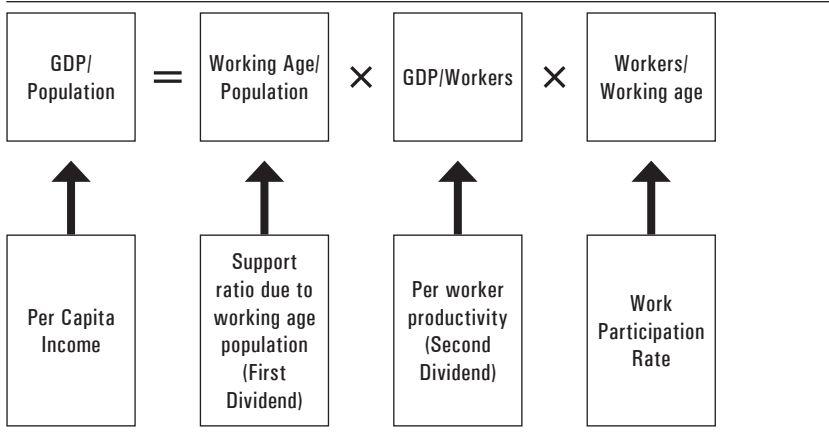 GDP/
Population
=
Working Age/
Population
×
GDP/Workers
×
Workers/
Working age
Per Capita
Income
Support
ratio due to
working age
population
(First
Dividend)
Per worker
productivity
(Second
Dividend)
Work
Participation
Rate